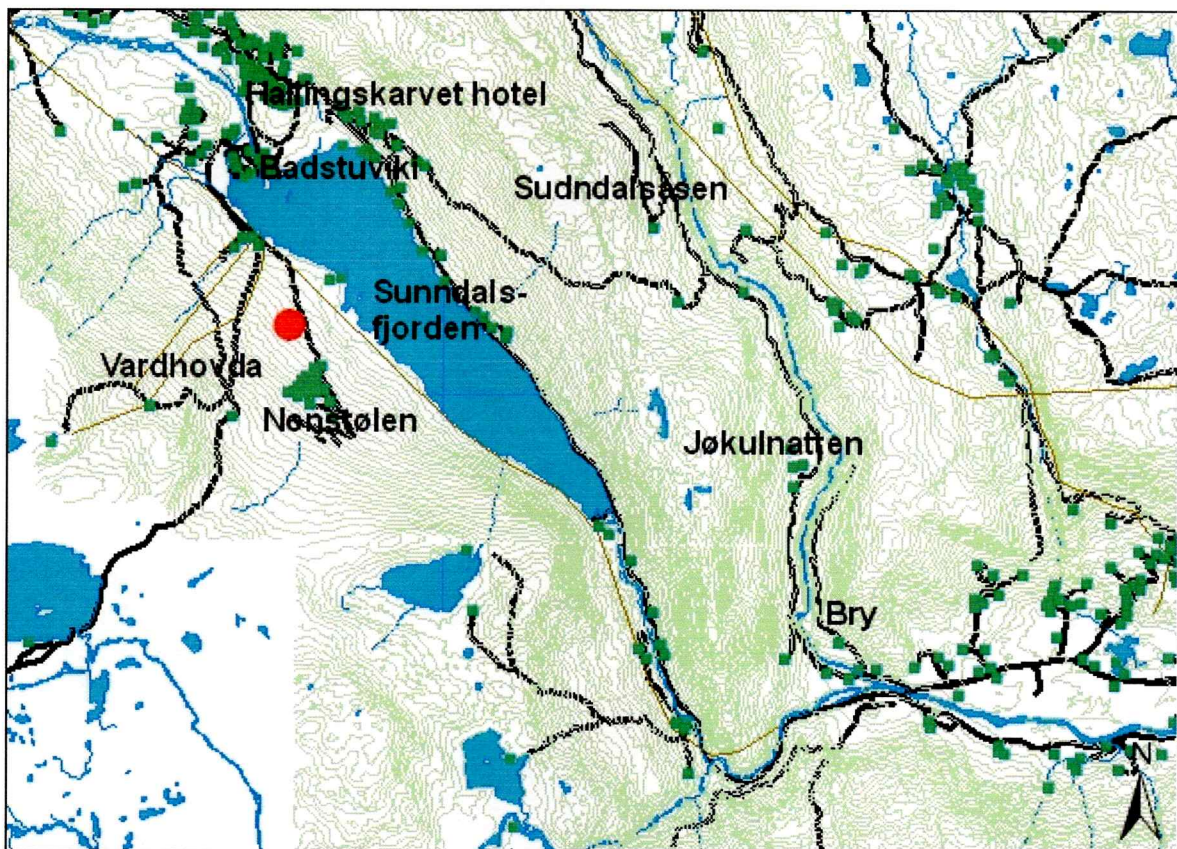 Hallingskarvet hotel
Badstuviki
Sudndalsåsen
Sunndals-
fjorden
Vardhovda
Nonstølen
Jøkulnatten
Bry
N